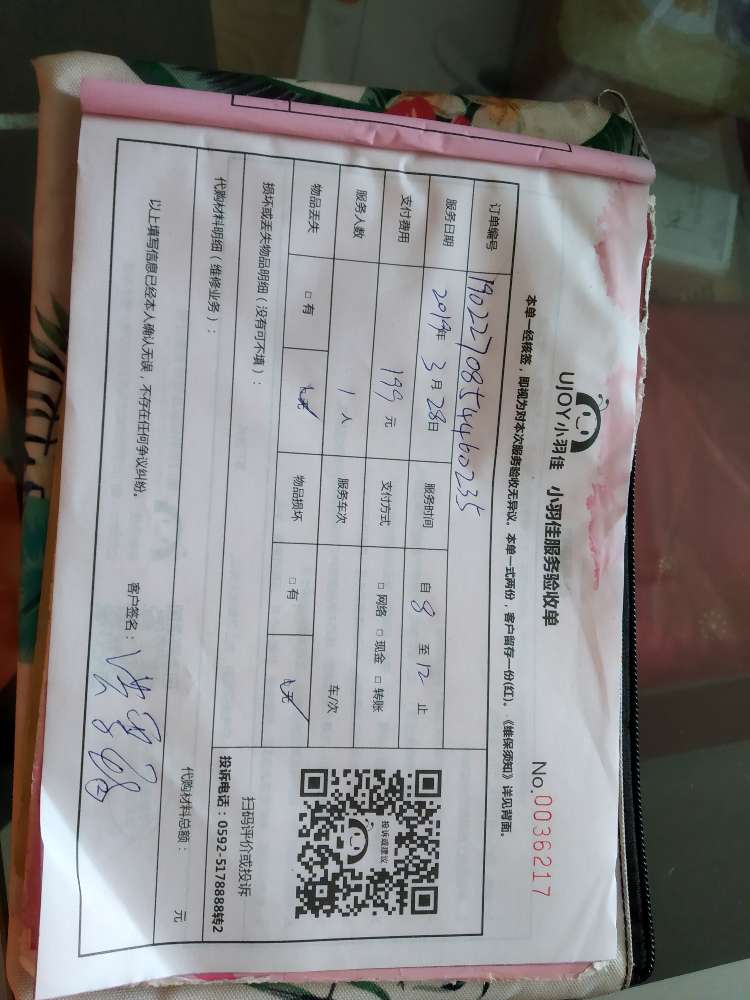 UJOY小羽佳 小羽佳服务验收单
No.0036217
本单一经核签，即视为对本次服务验收无异议。本单一式两份，客户留存一份(红)。《维保须知》详见背面。
订单编号 1902270854460235
服务日期 2019年3月28日 服务时间 自8至12止
支付费用 199元 支付方式 □网络 □现金 □转账
服务人数 1人 服务车次 车/次
物品丢失 □有 □无 物品损坏 □有 □无
损坏或丢失物品明细（没有可不填）：
代购材料明细（维修业务）：
投诉或建议
扫码评价或投诉
投诉电话：0592-5178888转2
代购材料总额： 元
以上填写信息已经本人确认无误，不存在任何争议纠纷。 客户签名：